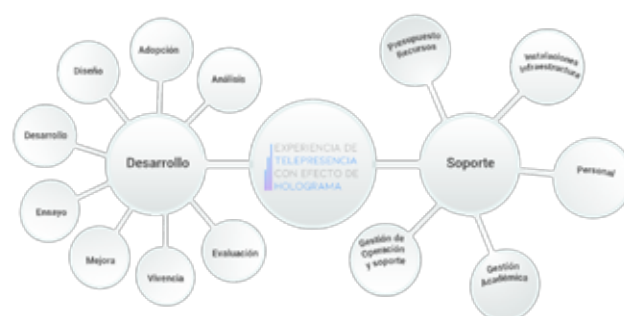 Adopción
Diseño
Análisis
Desarrollo
Desarrollo
Ensayo
Mejora
Vivencia
Evaluación
EXPERIENCIA DE
TELEPRESENCIA
CON EFECTO DE
HOLOGRAMA
Presupuesto
Recursos
Instalaciones
Infraestructura
Soporte
Personal
Gestión de
Operación
y soporte
Gestión
Académica